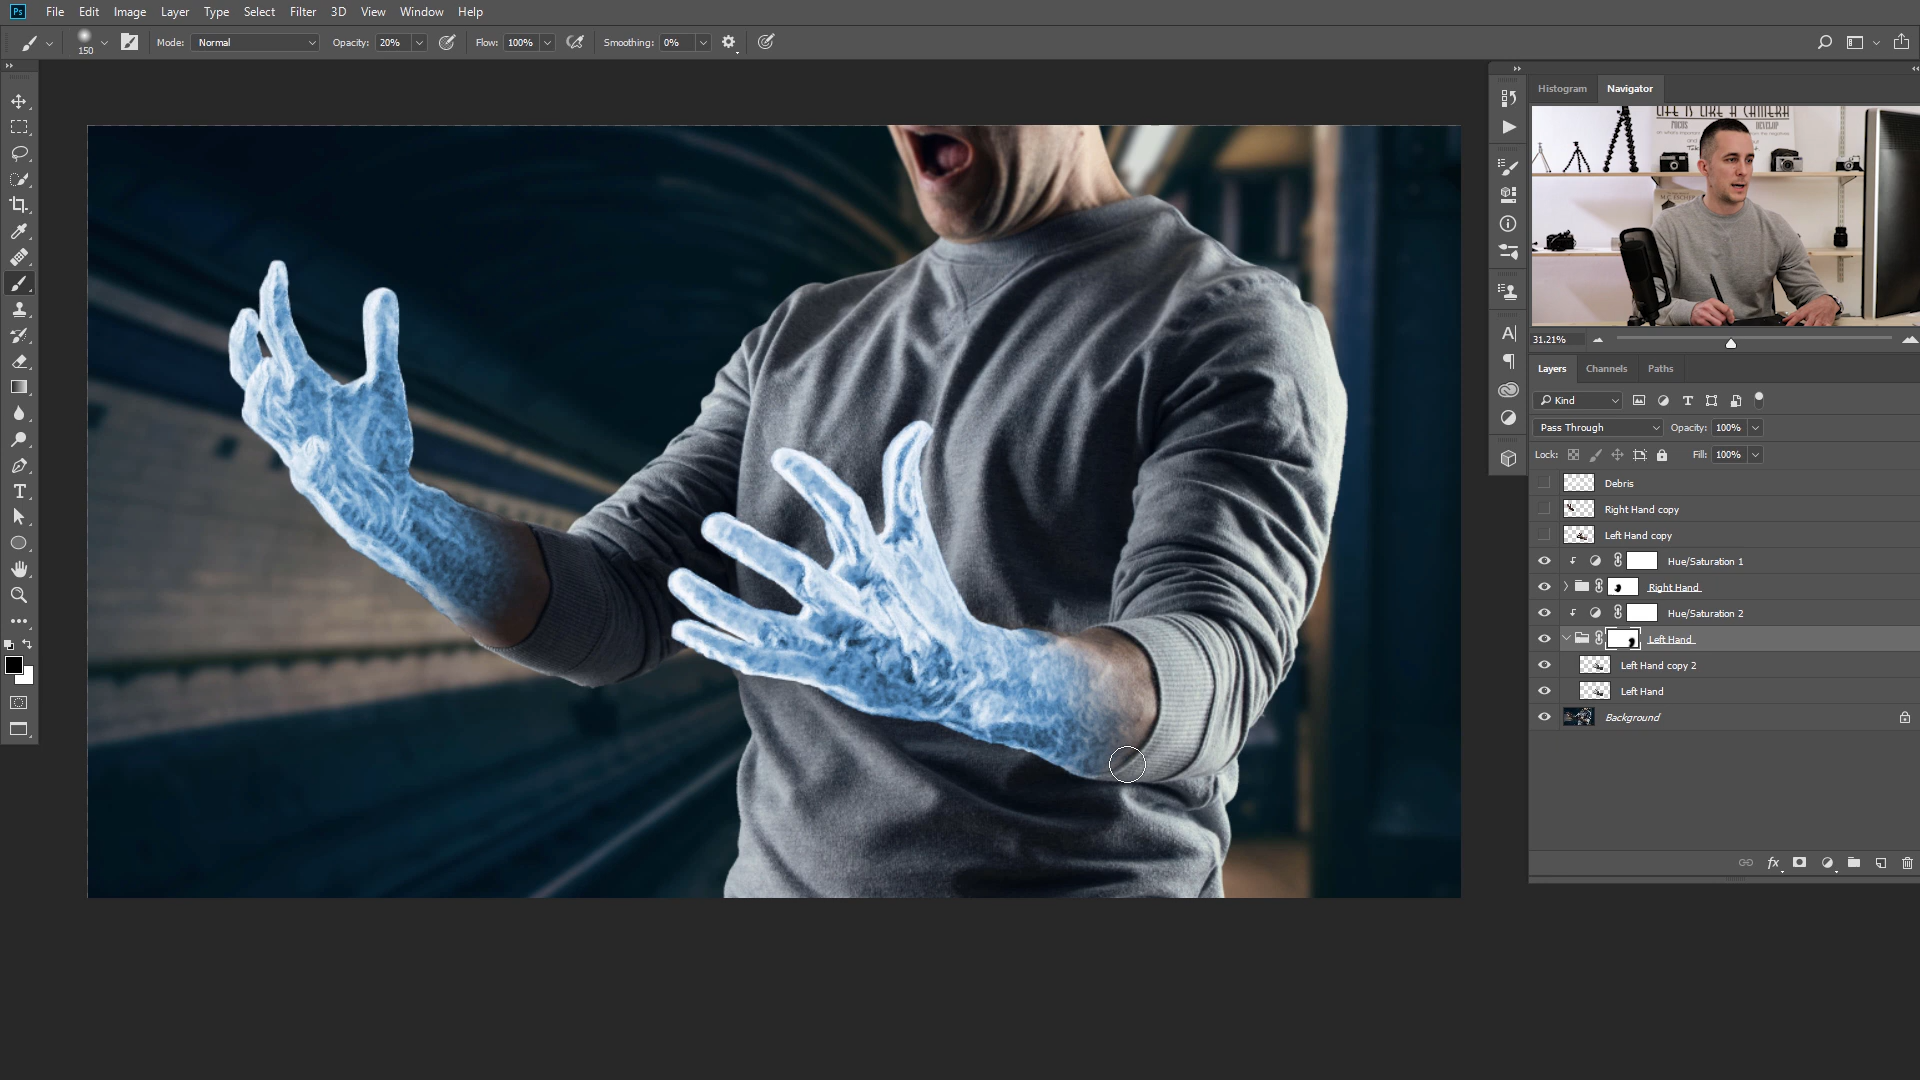 Ps File Edit Image Layer Type Select Filter 3D View Window Help
150 Mode: Normal Opacity: 20% Flow: 100% Smoothing: 0%
Histogram Navigator
LIFE IS LIKE A CAMERA
FOCUS DEVELOP
31.21%
Layers Channels Paths
Kind
Pass Through Opacity: 100%
Lock: Fill: 100%
Debris
Right Hand copy
Left Hand copy
Hue/Saturation 1
Right Hand
Hue/Saturation 2
Left Hand
Left Hand copy 2
Left Hand
Background